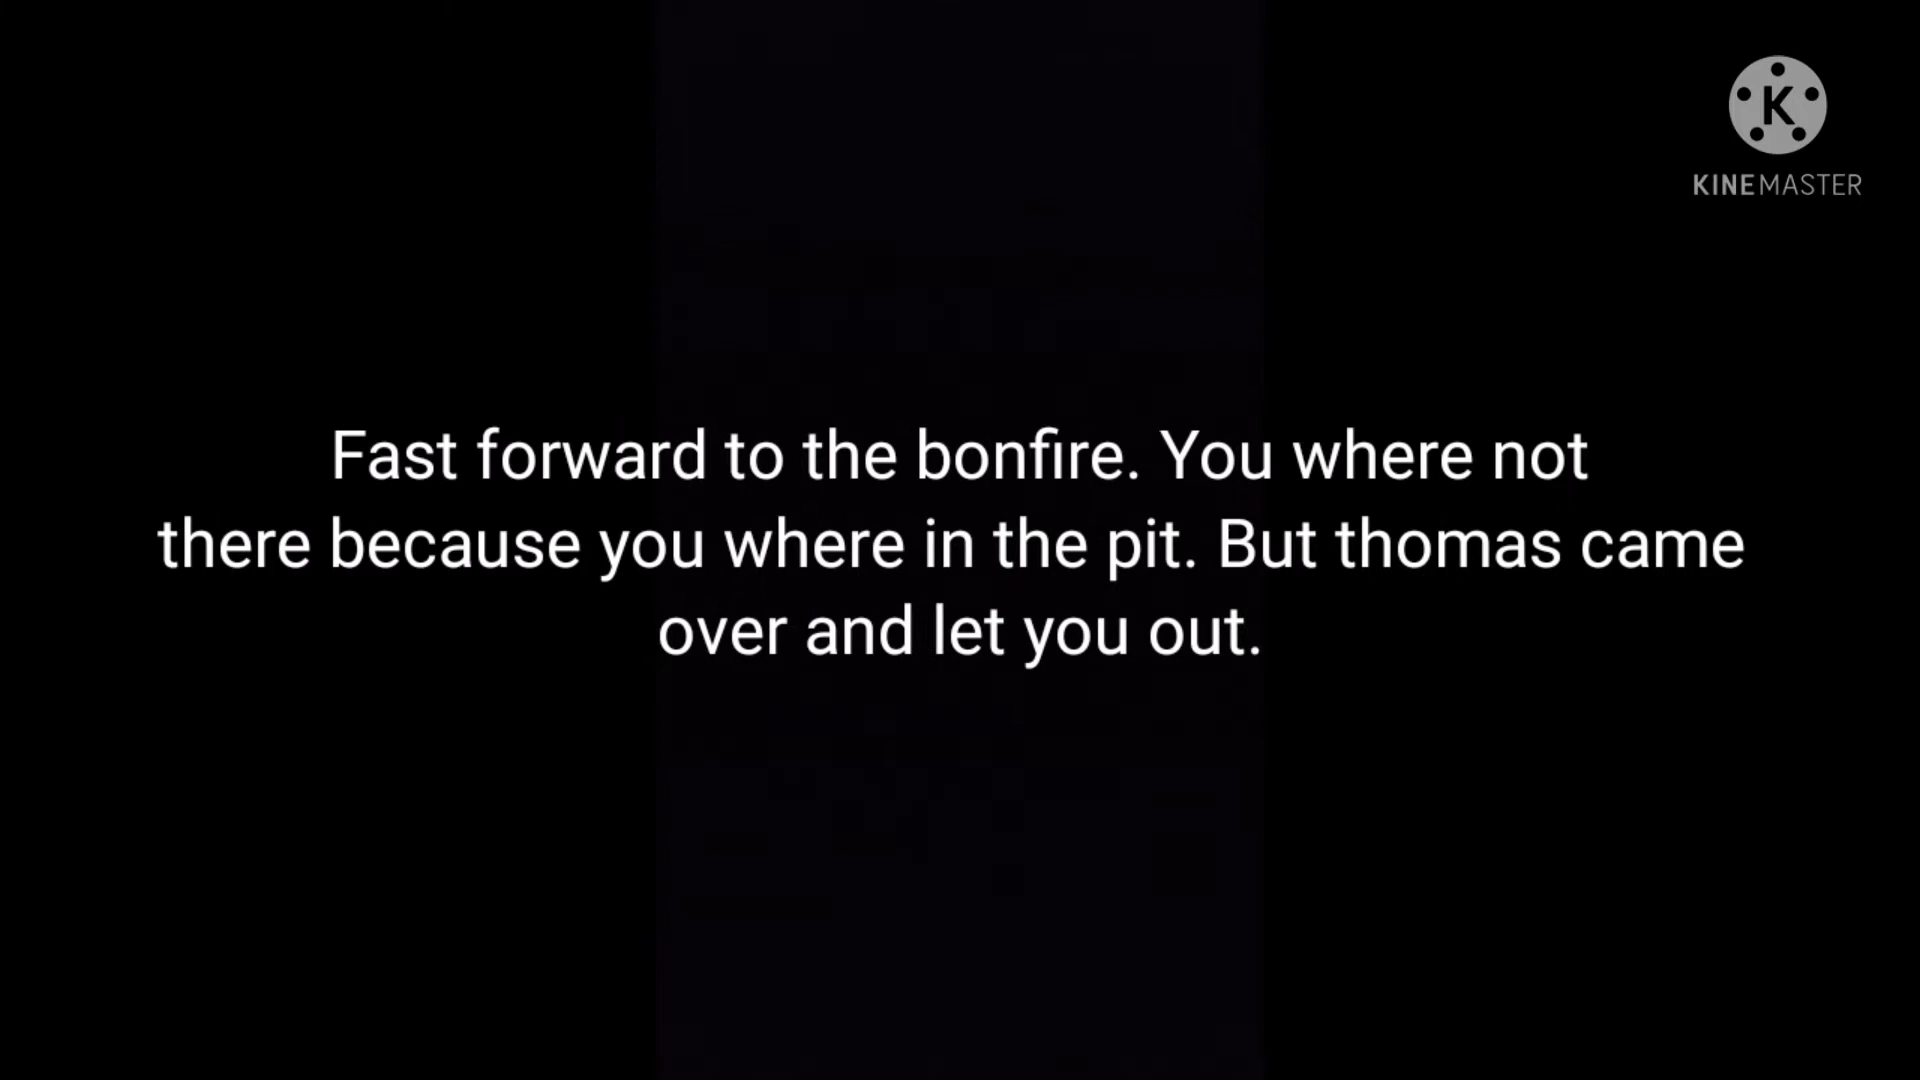 K
KINEMASTER
Fast forward to the bonfire. You where not
there because you where in the pit. But thomas came
over and let you out.